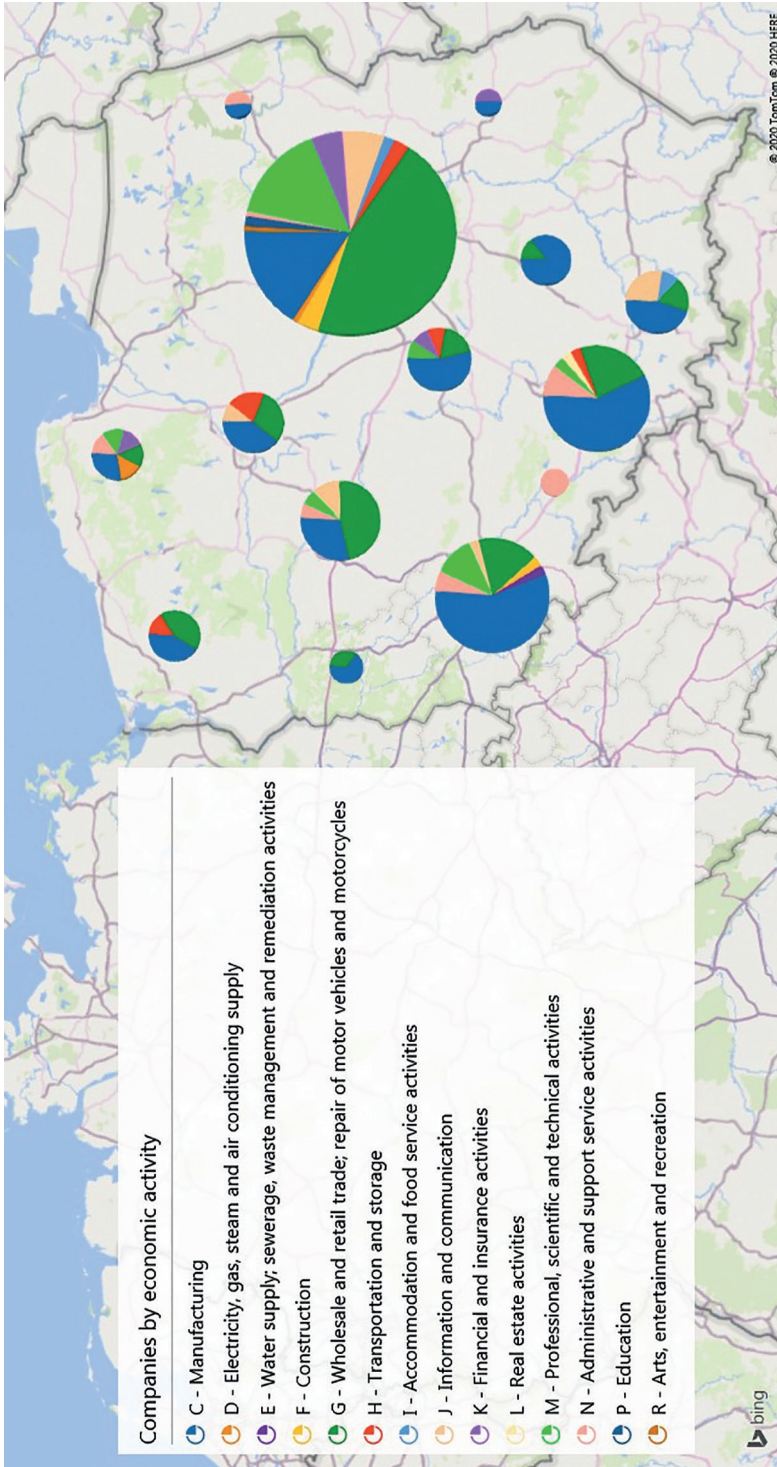 Companies by economic activity
C - Manufacturing
D - Electricity, gas, steam and air conditioning supply
E - Water supply; sewerage, waste management and remediation activities
F - Construction
G - Wholesale and retail trade; repair of motor vehicles and motorcycles
H - Transportation and storage
I - Accommodation and food service activities
J - Information and communication
K - Financial and insurance activities
L - Real estate activities
M - Professional, scientific and technical activities
N - Administrative and support service activities
P - Education
R - Arts, entertainment and recreation
bing
© 2020 TomTom © 2020 HERE